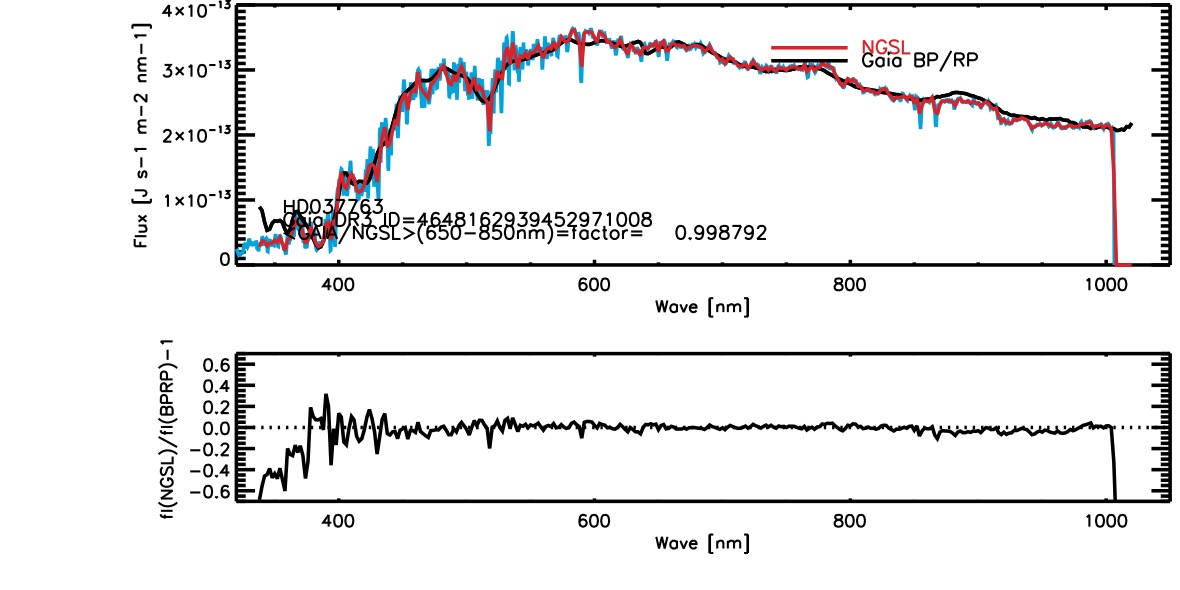 4×10−13
3×10−13
2×10−13
1×10−13
0
Flux [J s−1 m−2 nm−1]
NGSL
Gaia BP/RP
HD037763
Gaia DR3 ID=4648162939452971008
<GAIA/NGSL>(650−850nm)=factor= 0.998792
400 600 800 1000
Wave [nm]
0.6
0.4
0.2
0.0
−0.2
−0.4
−0.6
fl(NGSL)/fl(BPRP)−1
400 600 800 1000
Wave [nm]